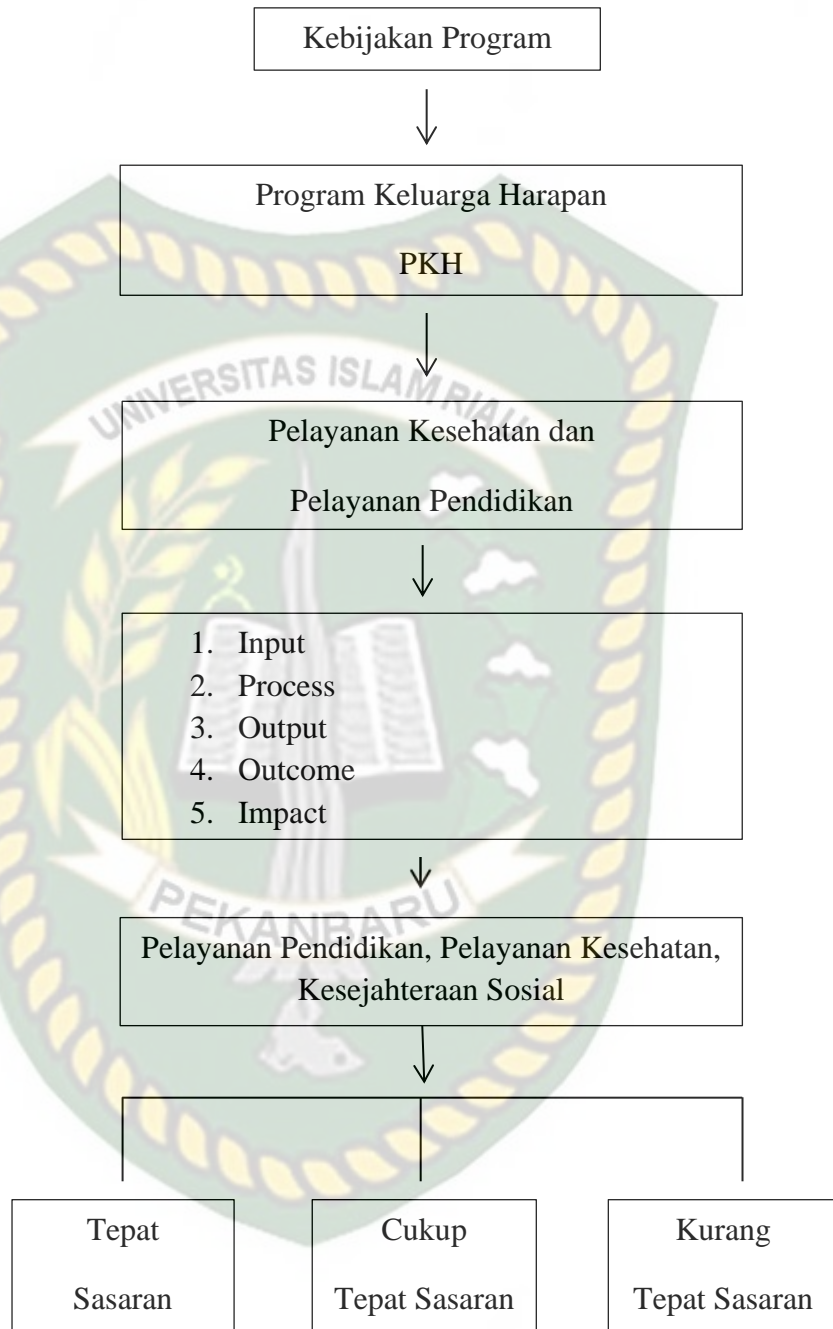 Kebijakan Program
Program Keluarga Harapan
PKH
UNIVERSITAS ISLAM RIAU
Pelayanan Kesehatan dan
Pelayanan Pendidikan
1. Input
2. Process
3. Output
4. Outcome
5. Impact
PEKANBARU
Pelayanan Pendidikan, Pelayanan Kesehatan,
Kesejahteraan Sosial
Tepat
Sasaran
Cukup
Tepat Sasaran
Kurang
Tepat Sasaran